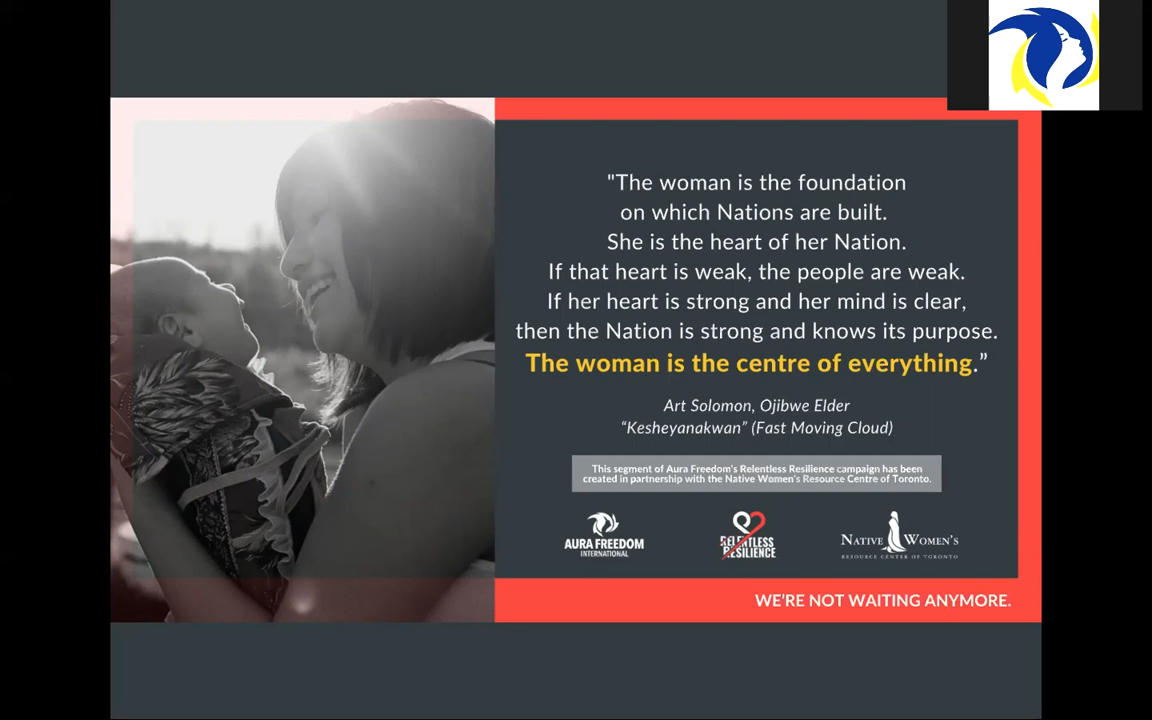 "The woman is the foundation
on which Nations are built.
She is the heart of her Nation.
If that heart is weak, the people are weak.
If her heart is strong and her mind is clear,
then the Nation is strong and knows its purpose.
The woman is the centre of everything.”
Art Solomon, Ojibwe Elder
“Kesheyanakwan” (Fast Moving Cloud)
This segment of Aura Freedom's Relentless Resilience campaign has been
created in partnership with the Native Women's Resource Centre of Toronto.
AURA FREEDOM
INTERNATIONAL
RELENTLESS
RESILIENCE
NATIVE WOMEN'S
RESOURCE CENTER OF TORONTO
WE'RE NOT WAITING ANYMORE.